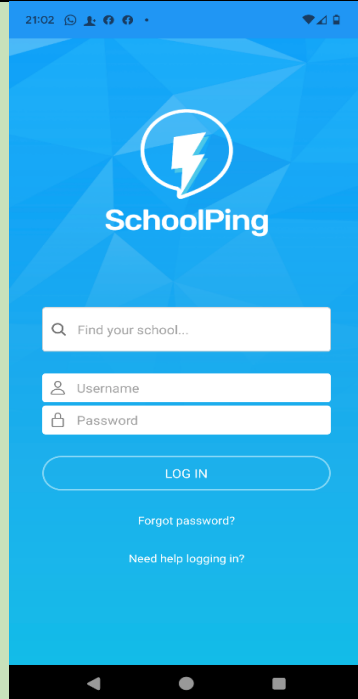 21:02
SchoolPing
Find your school...
Username
Password
LOG IN
Forgot password?
Need help logging in?